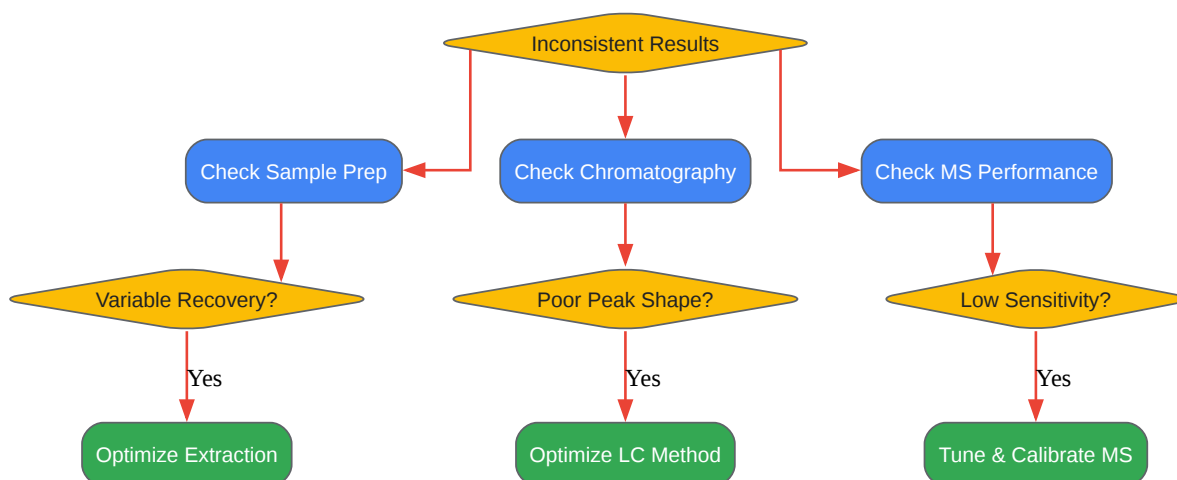 Inconsistent Results
Check Sample Prep
Check Chromatography
Check MS Performance
Variable Recovery?
Poor Peak Shape?
Low Sensitivity?
Yes
Yes
Yes
Optimize Extraction
Optimize LC Method
Tune & Calibrate MS